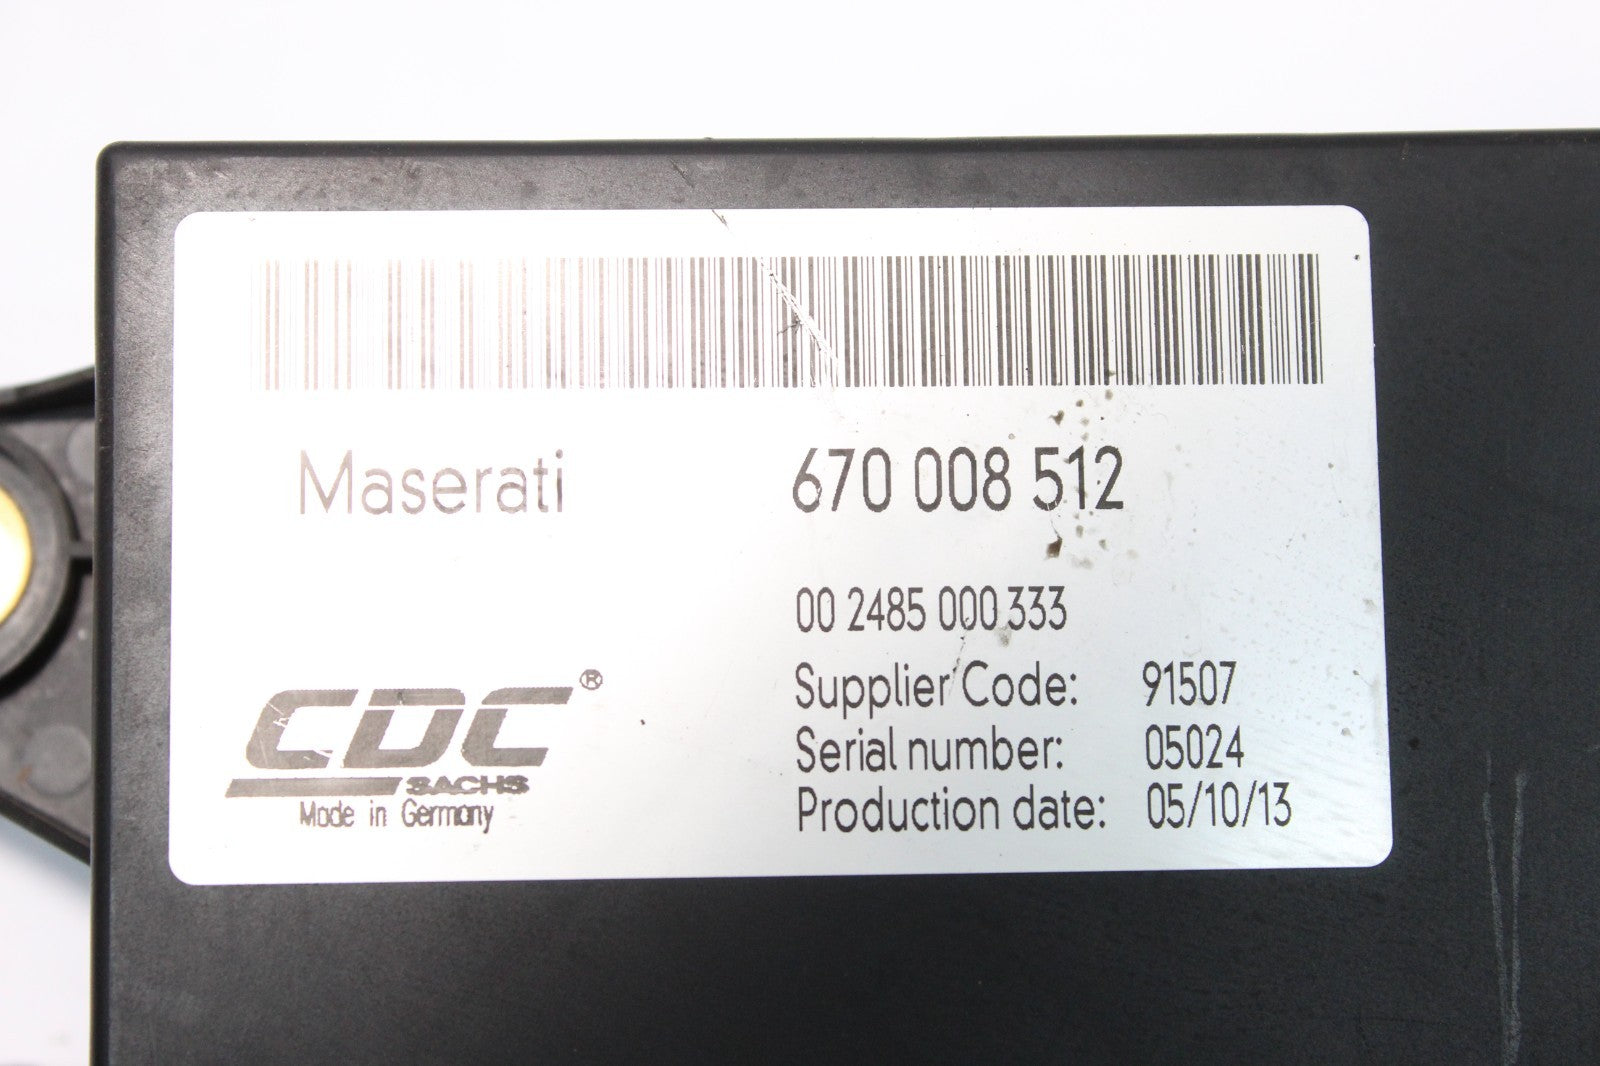 Maserati 670 008 512
00 2485 000 333
CDC®
SACHS
Made in Germany
Supplier Code: 91507
Serial number: 05024
Production date: 05/10/13